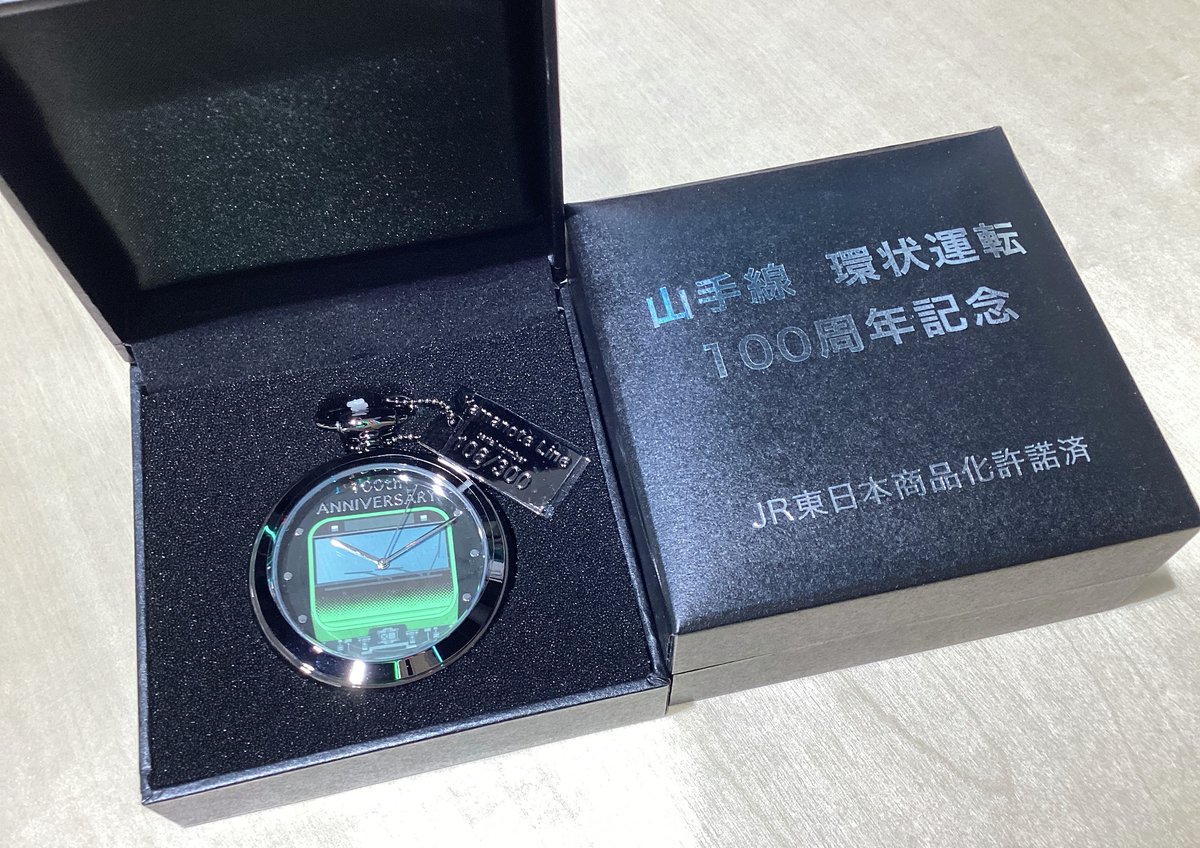 100th
ANNIVERSARY
Yamanote Line
山手線 環状運転
100周年記念
JR東日本商品化許諾済